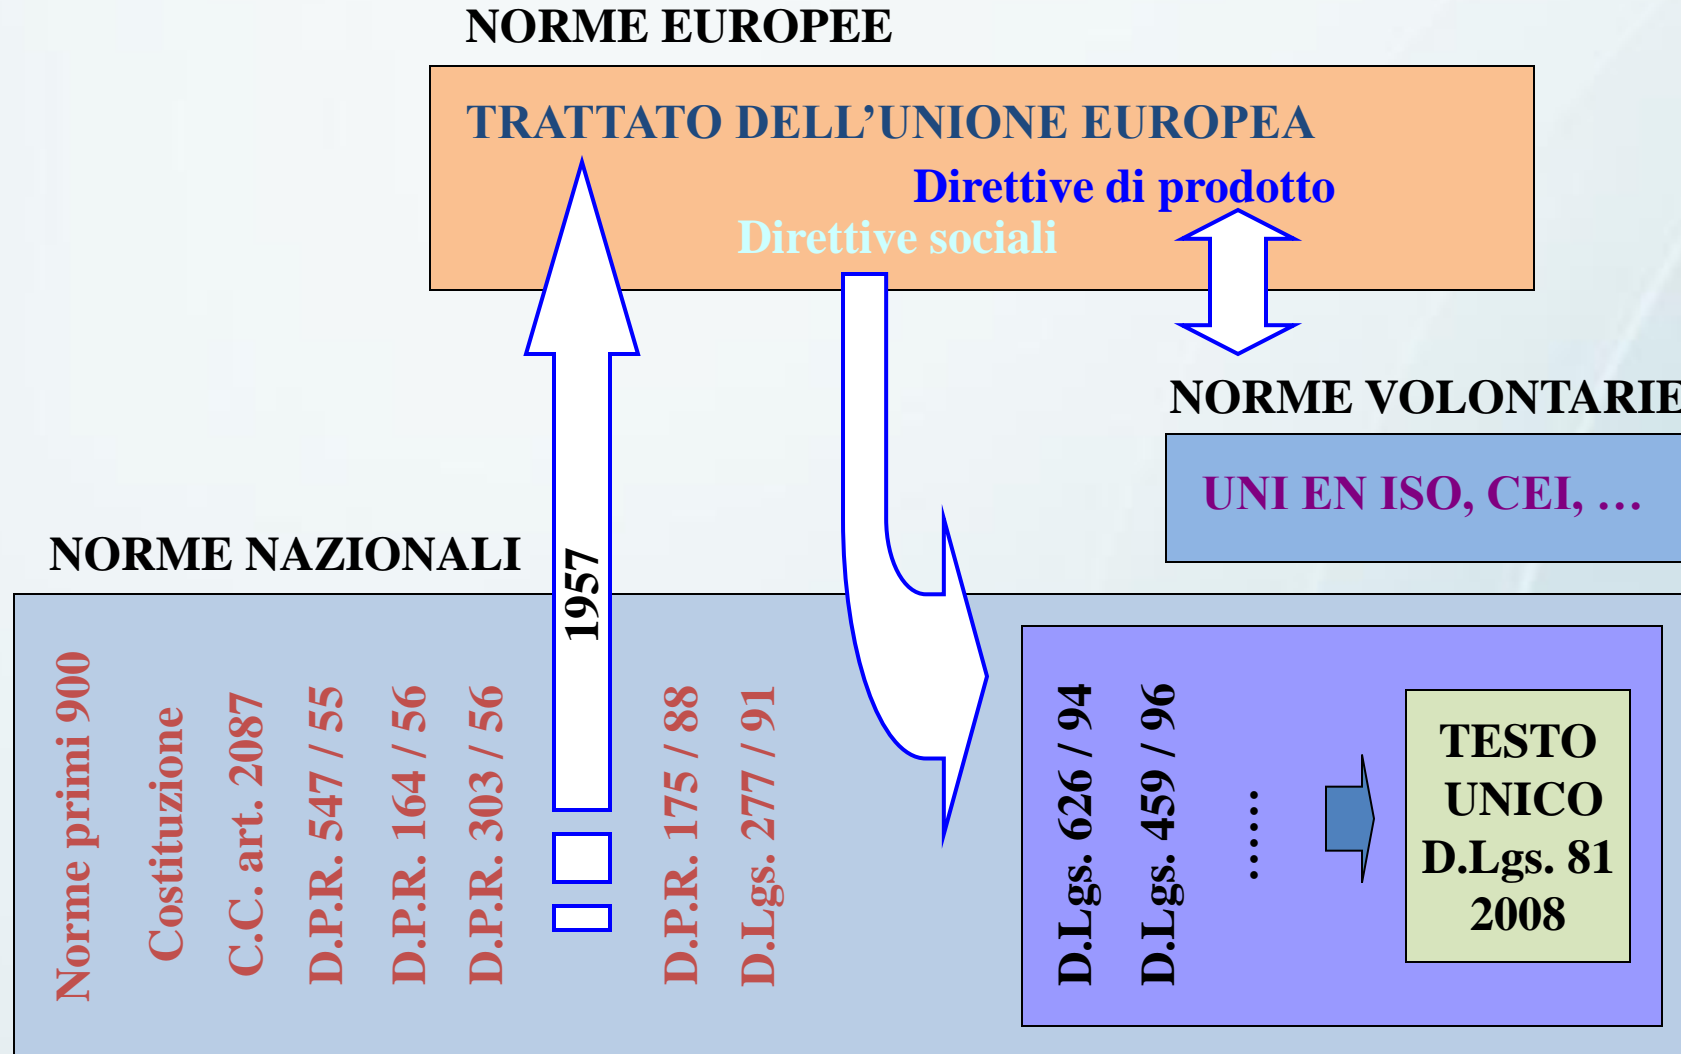 NORME EUROPEE
TRATTATO DELL’UNIONE EUROPEA
Direttive di prodotto
Direttive sociali
NORME VOLONTARIE
UNI EN ISO, CEI, …
NORME NAZIONALI
Norme primi 900
Costituzione
C.C. art. 2087
D.P.R. 547 / 55
D.P.R. 164 / 56
D.P.R. 303 / 56
1957
D.P.R. 175 / 88
D.Lgs. 277 / 91
D.Lgs. 626 / 94
D.Lgs. 459 / 96
…..
TESTO
UNICO
D.Lgs. 81
2008